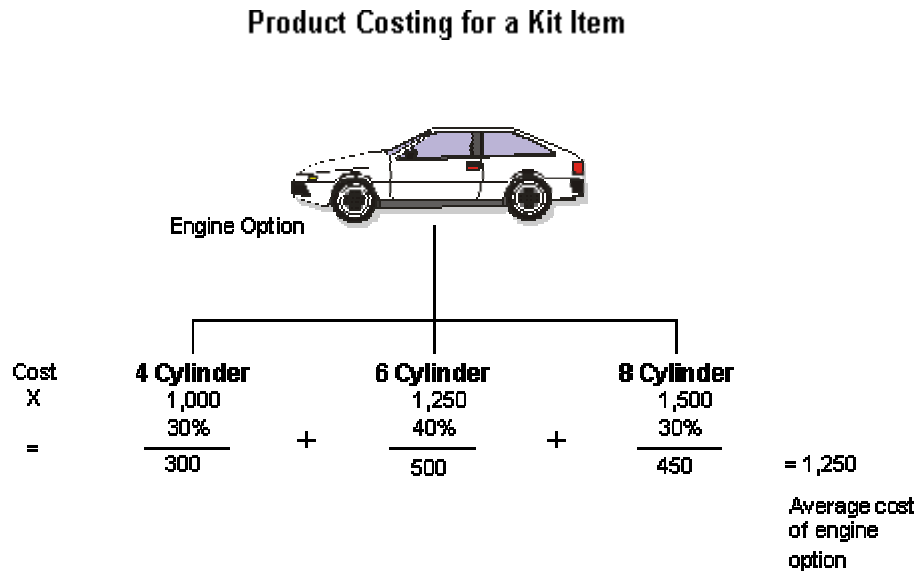 Product Costing for a Kit Item
Engine Option
Cost 4 Cylinder 6 Cylinder 8 Cylinder
X 1,000 1,250 1,500
30% + 40% + 30%
= 300 500 450 = 1,250
Average cost
of engine
option